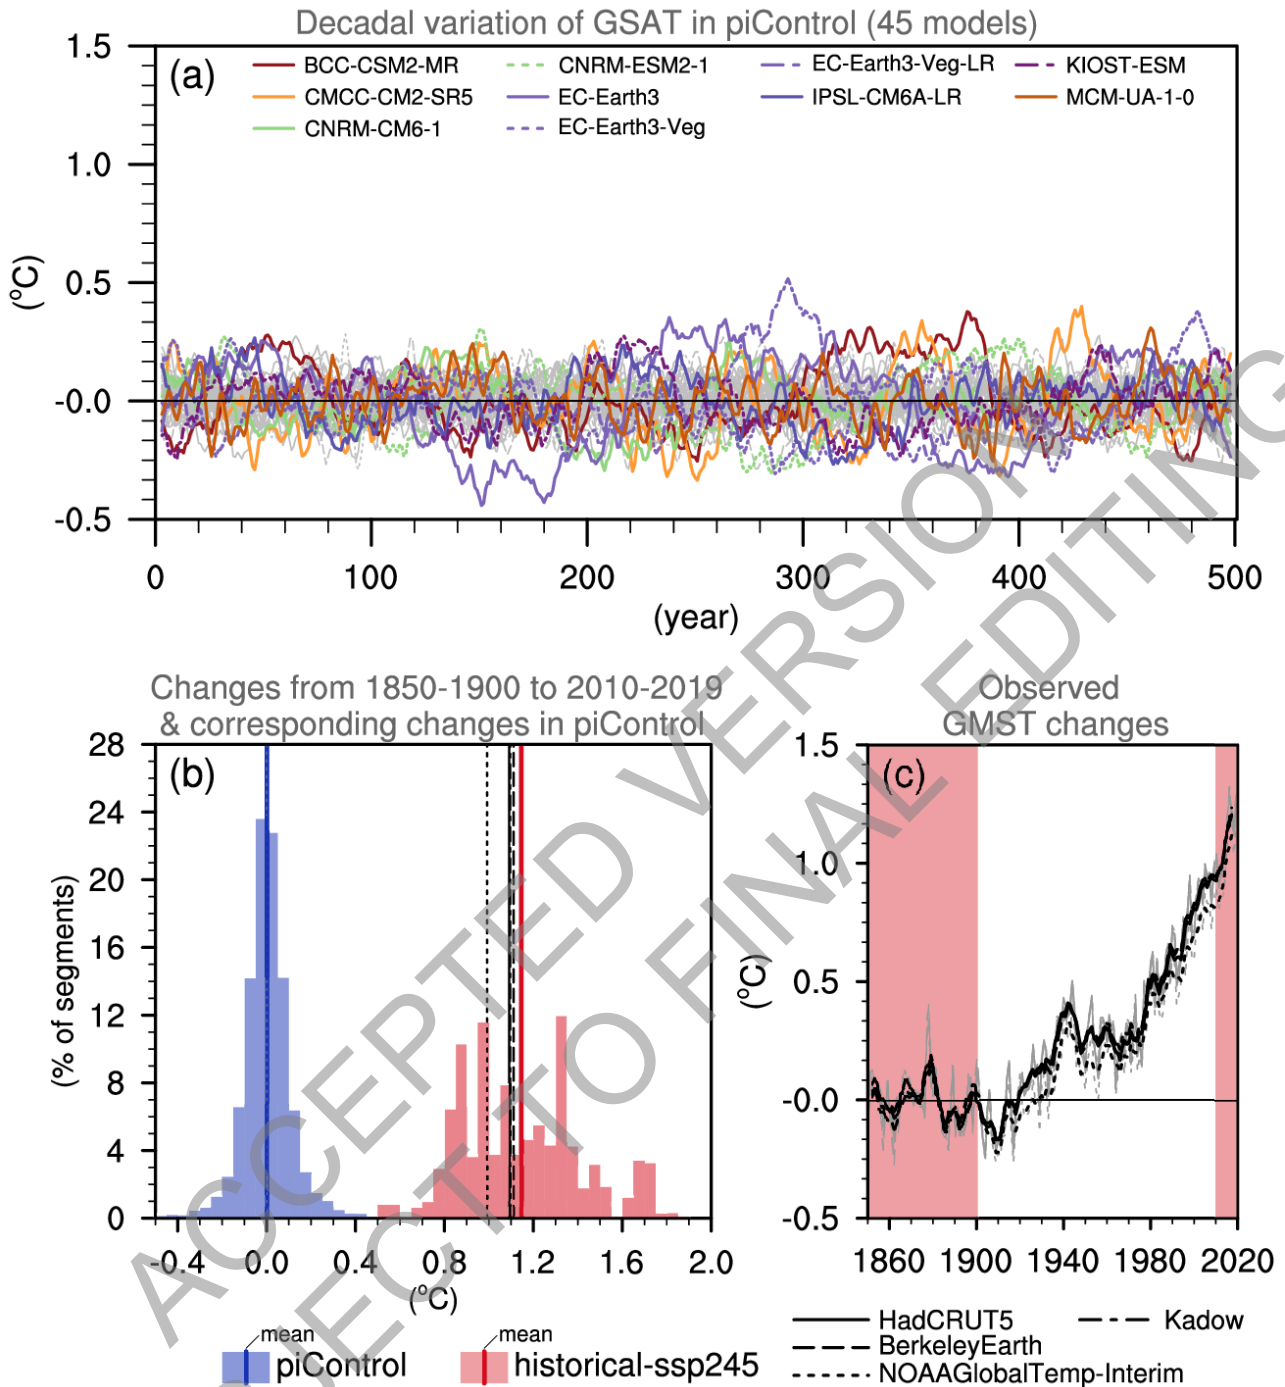 Decadal variation of GSAT in piControl (45 models)
(a)
BCC-CSM2-MR
CMCC-CM2-SR5
CNRM-CM6-1
CNRM-ESM2-1
EC-Earth3
EC-Earth3-Veg
EC-Earth3-Veg-LR
IPSL-CM6A-LR
KIOST-ESM
MCM-UA-1-0
1.5
1.0
0.5
-0.0
-0.5
(°C)
0 100 200 300 400 500
(year)
Changes from 1850-1900 to 2010-2019
& corresponding changes in piControl
(b)
28
24
20
16
12
8
4
0
(% of segments)
-0.4 0.0 0.4 0.8 1.2 1.6 2.0
(°C)
mean
piControl
mean
historical-ssp245
Observed
GMST changes
(c)
1.5
1.0
0.5
-0.0
-0.5
(°C)
1860 1900 1940 1980 2020
HadCRUT5
Kadow
BerkeleyEarth
NOAAGlobalTemp-Interim
ACCEPTED VERSION
SUBJECT TO FINAL EDITING